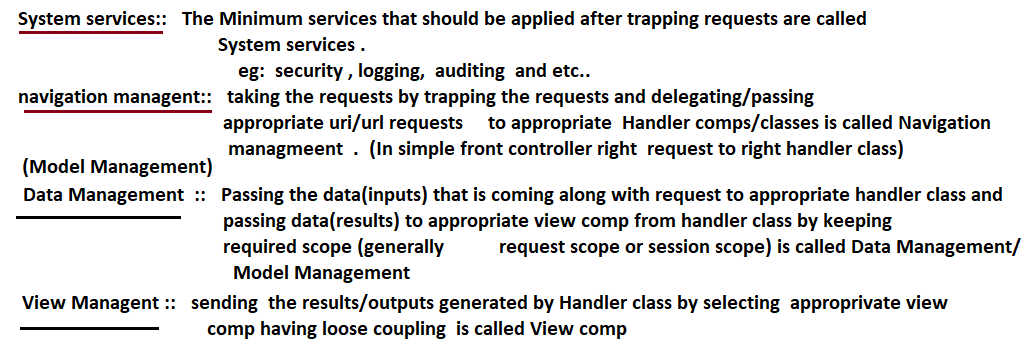 System services:: The Minimum services that should be applied after trapping requests are called
System services .
eg: security , logging, auditing and etc..
navigation managent:: taking the requests by trapping the requests and delegating/passing
appropriate uri/url requests to appropriate Handler comps/classes is called Navigation
managmeent . (In simple front controller right request to right handler class)
(Model Management)
Data Management :: Passing the data(inputs) that is coming along with request to appropriate handler class and
passing data(results) to appropriate view comp from handler class by keeping
required scope (generally request scope or session scope) is called Data Management/
Model Management
View Managent :: sending the results/outputs generated by Handler class by selecting approprivate view
comp having loose coupling is called View comp